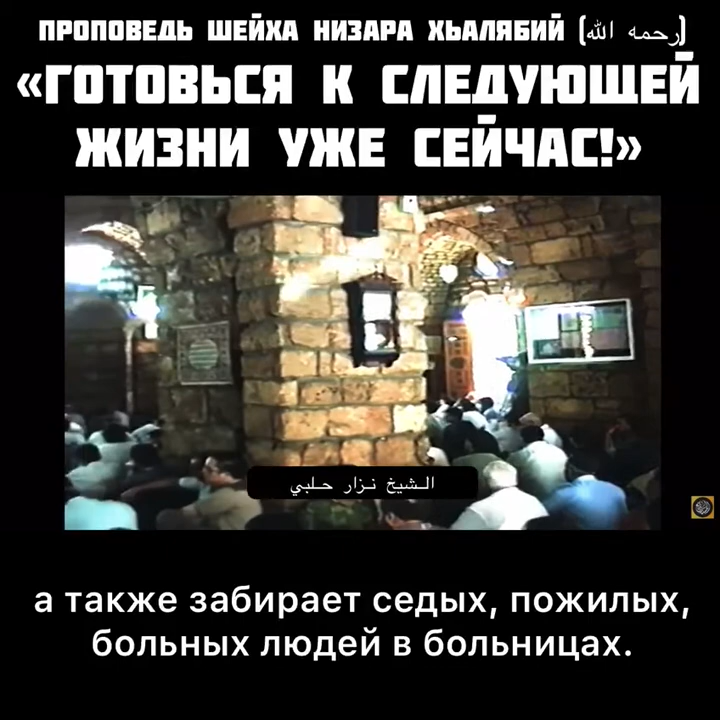 ПРОПОВЕДЬ ШЕЙХА НИЗАРА ХЬАЛЯБИЙ (رحمه الله)
«ГОТОВЬСЯ К СЛЕДУЮЩЕЙ
ЖИЗНИ УЖЕ СЕЙЧАС!»
الشيخ نزار حلبي
а также забирает седых, пожилых,
больных людей в больницах.